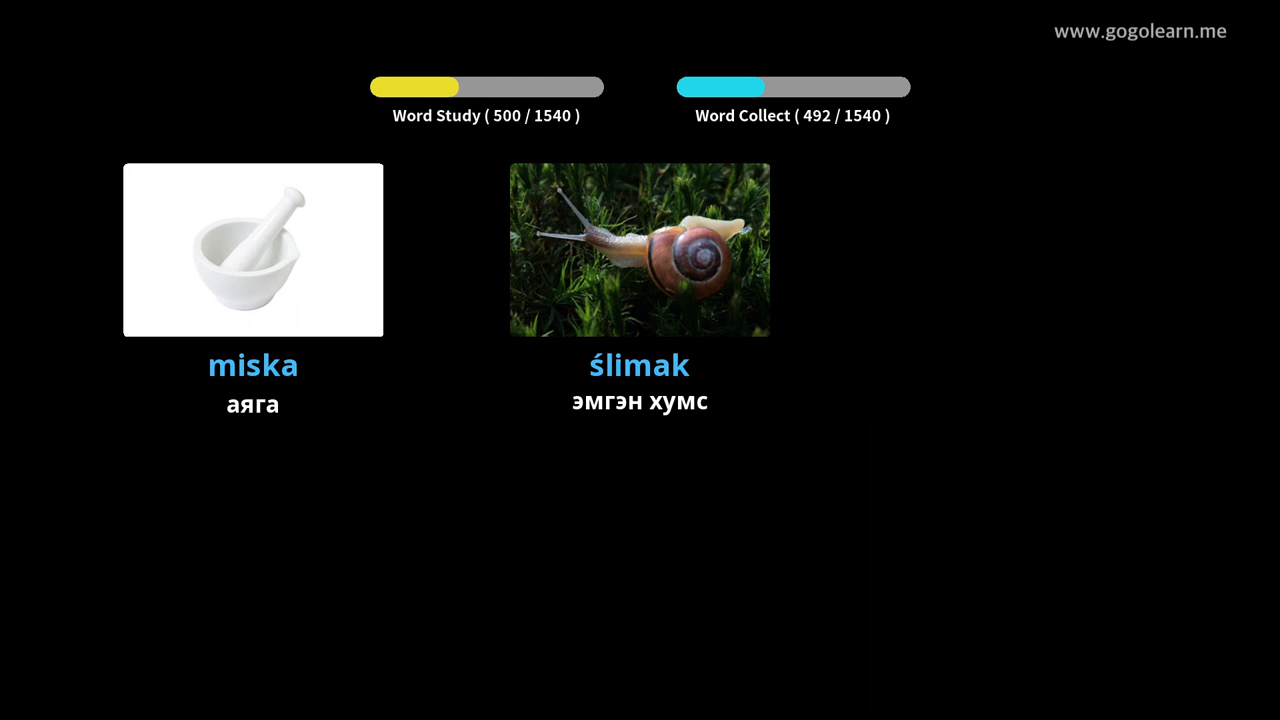 www.gogolearn.me
Word Study ( 500 / 1540 )
Word Collect ( 492 / 1540 )
miska
аяга
ślimak
эмгэн хумс